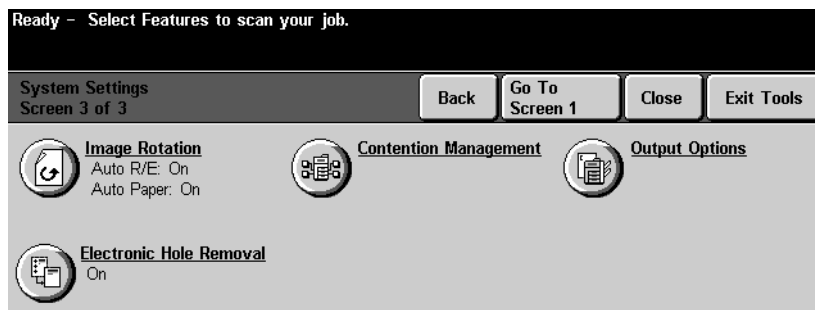 Ready - Select Features to scan your job.
System Settings
Screen 3 of 3
Back
Go To
Screen 1
Close
Exit Tools
Image Rotation
Auto R/E: On
Auto Paper: On
Contention Management
Output Options
Electronic Hole Removal
On